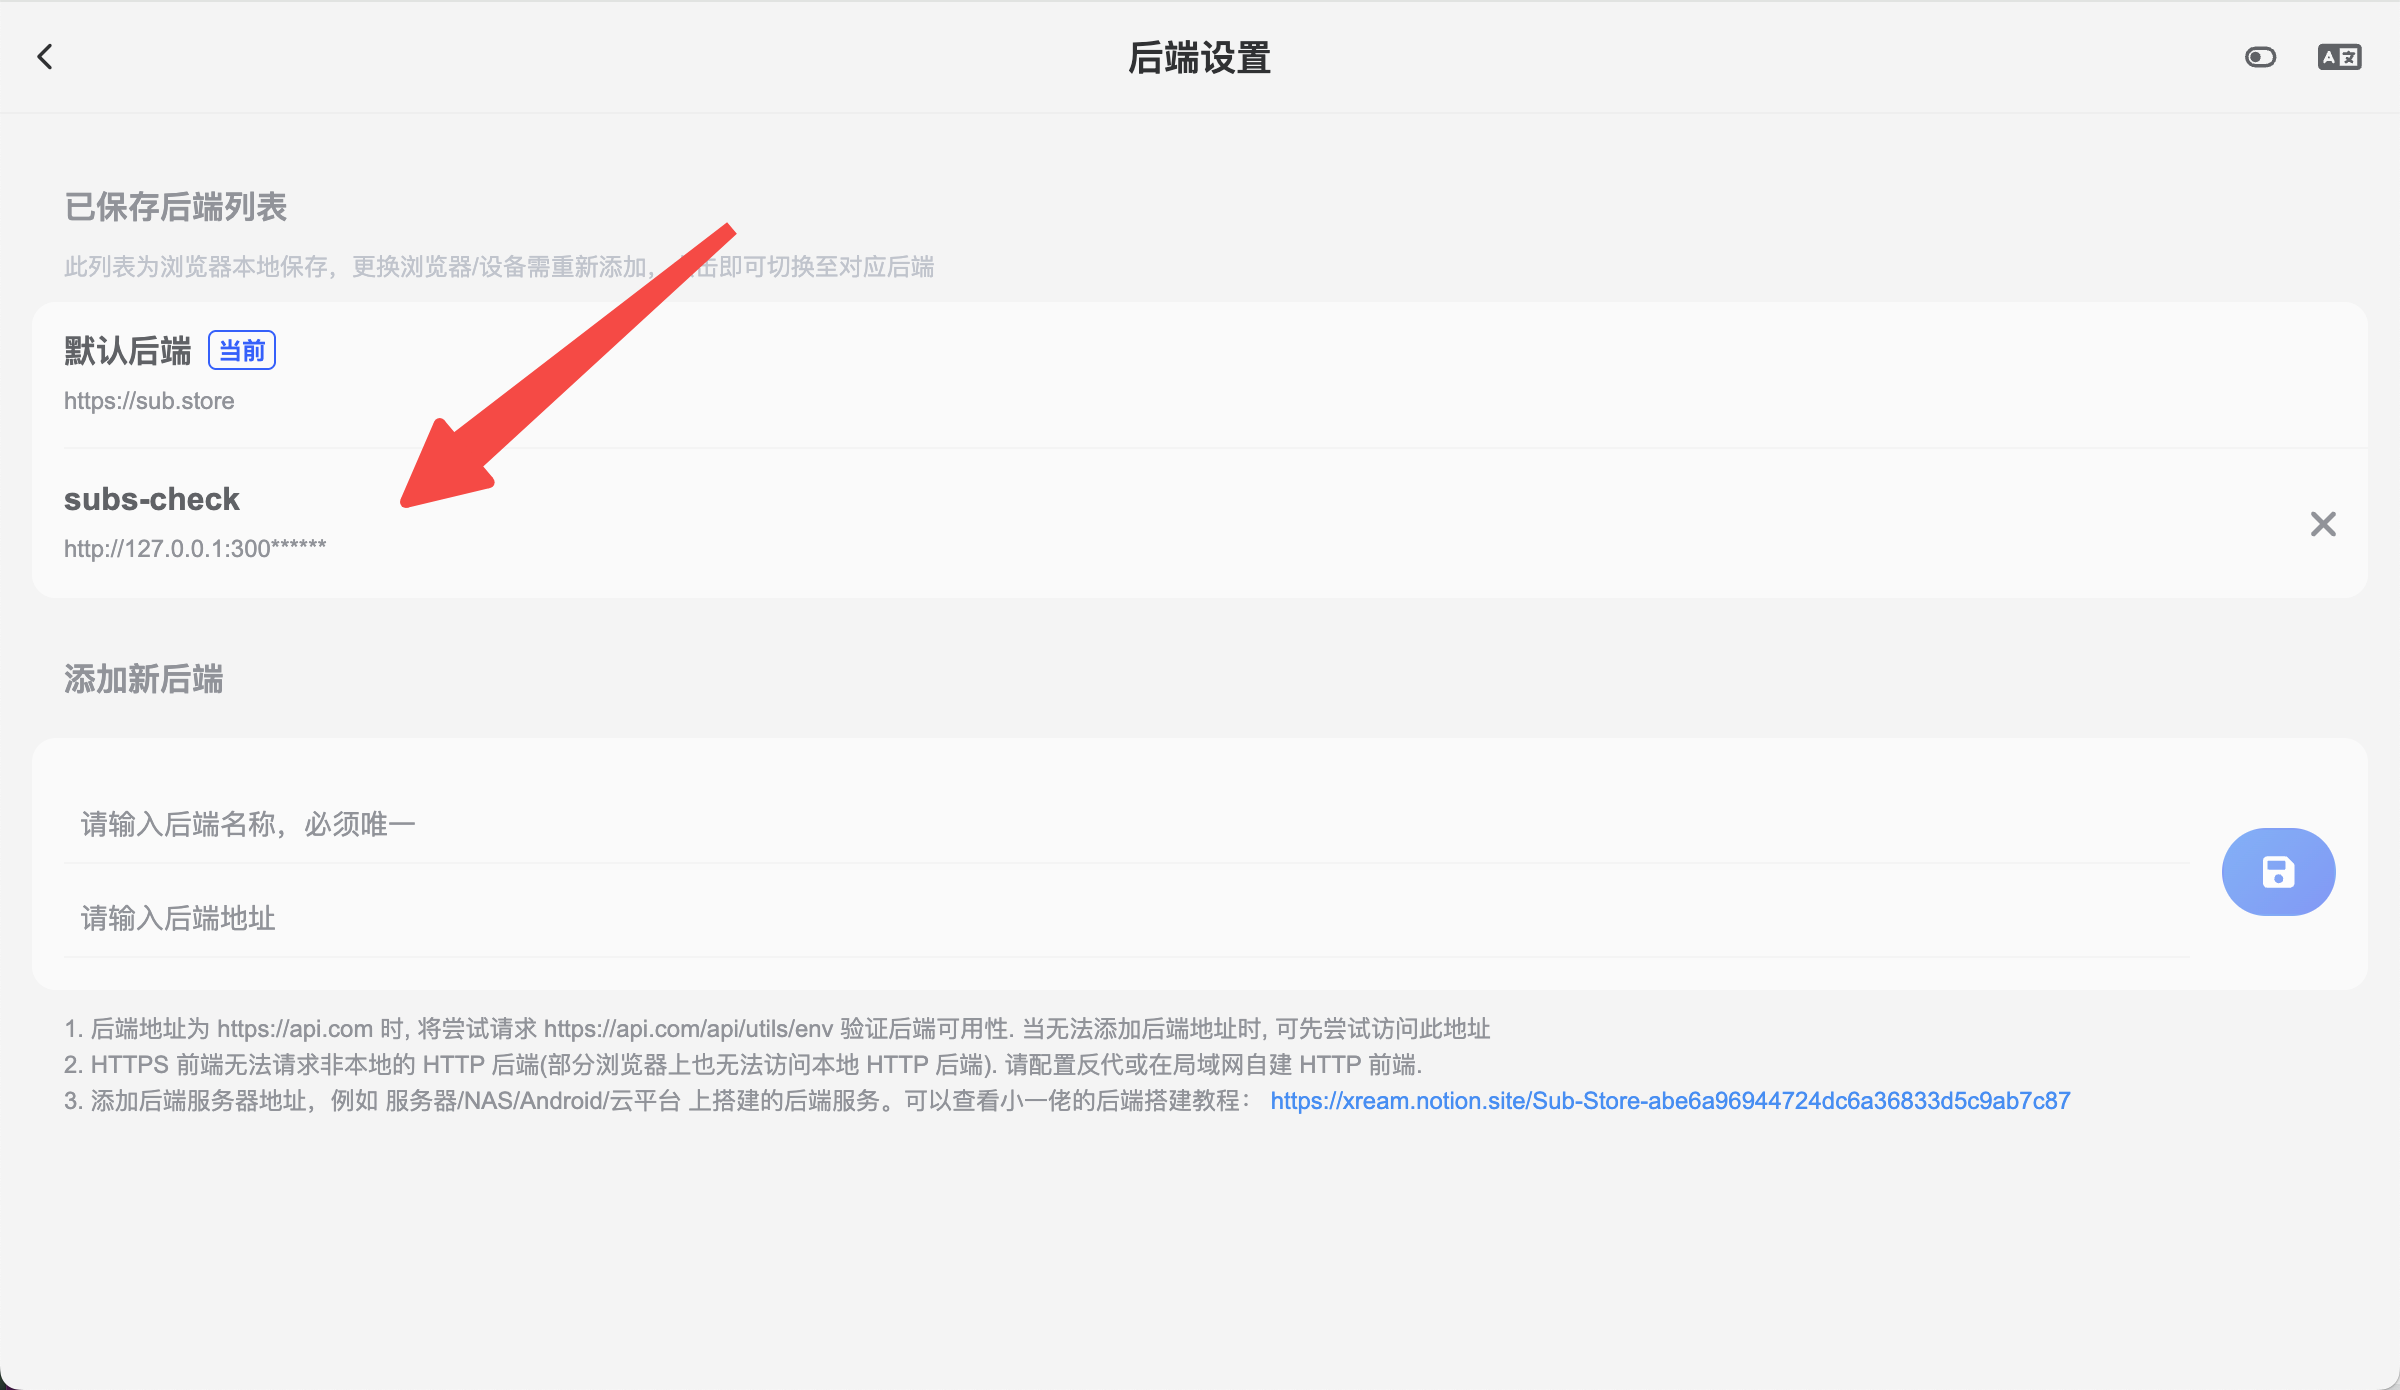 后端设置
A 文
已保存后端列表
此列表为浏览器本地保存，更换浏览器/设备需重新添加，击即可切换至对应后端
默认后端 当前
https://sub.store
subs-check
http://127.0.0.1:300******
添加新后端
请输入后端名称，必须唯一
请输入后端地址
1. 后端地址为 https://api.com 时, 将尝试请求 https://api.com/api/utils/env 验证后端可用性. 当无法添加后端地址时, 可先尝试访问此地址
2. HTTPS 前端无法请求非本地的 HTTP 后端(部分浏览器上也无法访问本地 HTTP 后端). 请配置反代或在局域网自建 HTTP 前端.
3. 添加后端服务器地址，例如 服务器/NAS/Android/云平台 上搭建的后端服务。可以查看小一佬的后端搭建教程： https://xream.notion.site/Sub-Store-abe6a96944724dc6a36833d5c9ab7c87